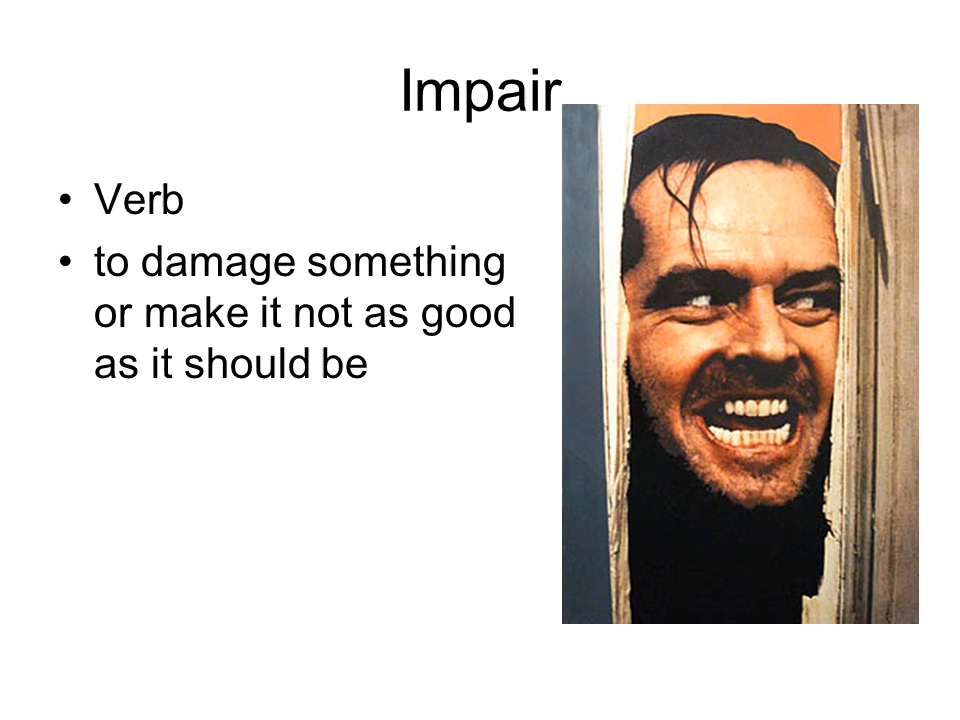 Impair
• Verb
• to damage something
or make it not as good
as it should be